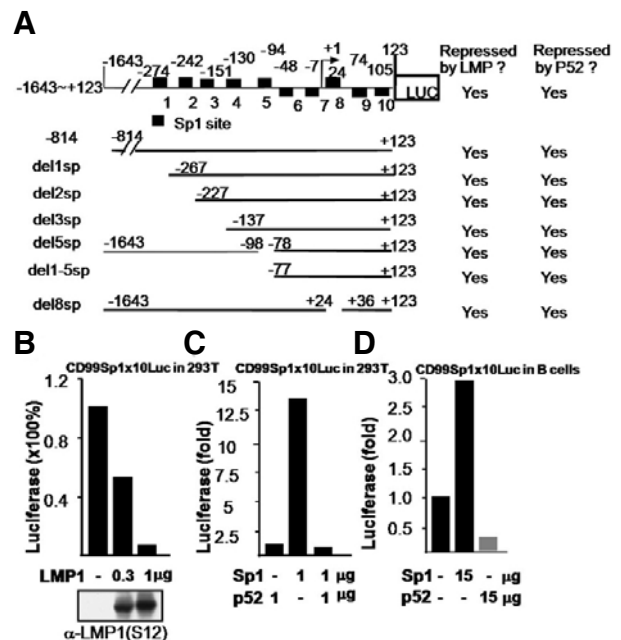 A
-1643~+123 -1643 -274 -242 -151 -130 -94 -48 -7 +1 24 74 105 123 LUC
1 2 3 4 5 6 7 8 9 10
Sp1 site
Repressed by LMP ? Repressed by P52 ?
Yes Yes
-814 -814 +123 Yes Yes
del1sp -267 +123 Yes Yes
del2sp -227 +123 Yes Yes
del3sp -137 +123 Yes Yes
del5sp -1643 -98 -78 +123 Yes Yes
del1-5sp -77 +123 Yes Yes
del8sp -1643 +24 +36 +123 Yes Yes
B
CD99Sp1x10Luc in 293T
Luciferase (x100%)
1.2
0.8
0.4
LMP1 - 0.3 1µg
α-LMP1(S12)
C
CD99Sp1x10Luc in 293T
Luciferase (fold)
15
12.5
10
7.5
5
2.5
Sp1 - 1 1 µg
p52 1 - 1 µg
D
CD99Sp1x10Luc in B cells
Luciferase (fold)
3.0
2.5
2.0
1.5
1.0
0.5
Sp1 - 15 - µg
p52 - - 15 µg